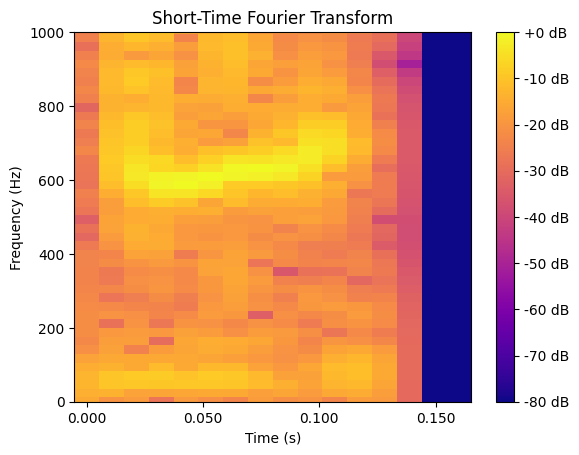 Short-Time Fourier Transform
1000
800
600
400
200
0
Frequency (Hz)
0.000
0.050
0.100
0.150
Time (s)
+0 dB
-10 dB
-20 dB
-30 dB
-40 dB
-50 dB
-60 dB
-70 dB
-80 dB